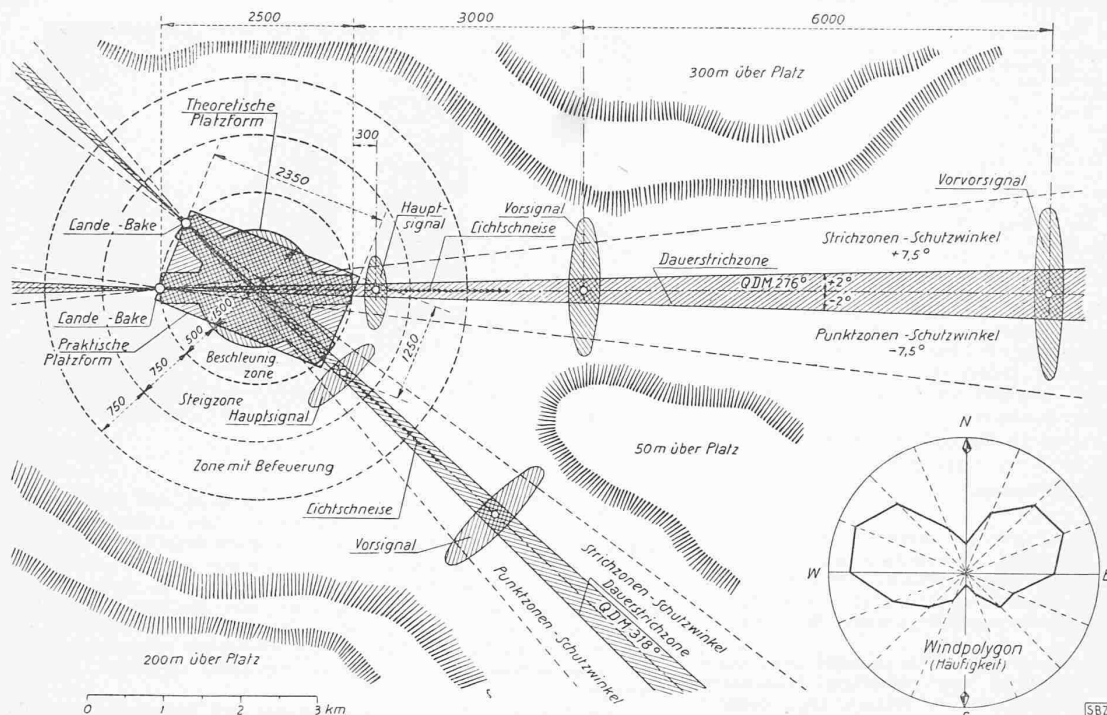 2500
3000
6000
300 m über Platz
Theoretische
Platzform
300
2350
Haupt-
signal
Vorsignal
Lichtschneise
Vorvorsignal
Lande-Bake
Strichzonen-Schutzwinkel
+7,5°
Dauerstrichzone
QDM 276°
+2°
-2°
Lande-Bake
Praktische
Platzform
1500
500
750
750
Beschleunig.
zone
1250
Punktzonen-Schutzwinkel
-7,5°
Steigzone
Hauptsignal
50 m über Platz
Zone mit Befeuerung
Lichtschneise
Vorsignal
Strichzonen-Schutzwinkel
Dauerstrichzone
QDM 318°
Punktzonen-Schutzwinkel
200 m über Platz
N
W
E
Windpolygon
(Häufigkeit)
S
0 1 2 3 km
SBZ